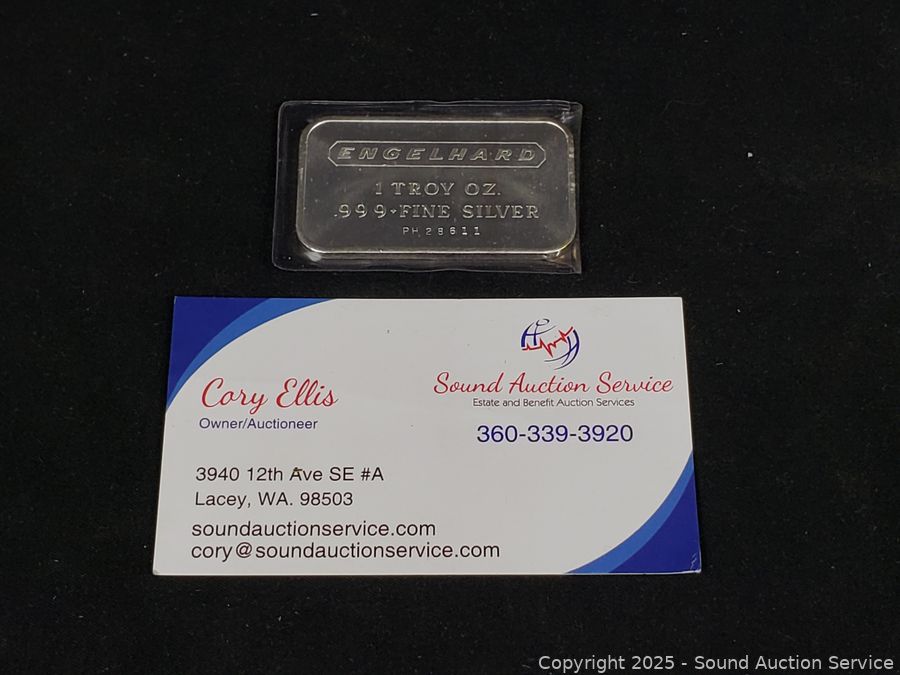 ENGELHARD
1 TROY OZ.
.999+FINE SILVER
PH 28611
Cory Ellis
Owner/Auctioneer
Sound Auction Service
Estate and Benefit Auction Services
360-339-3920
3940 12th Ave SE #A
Lacey, WA. 98503
soundauctionservice.com
cory@soundauctionservice.com
Copyright 2025 - Sound Auction Service